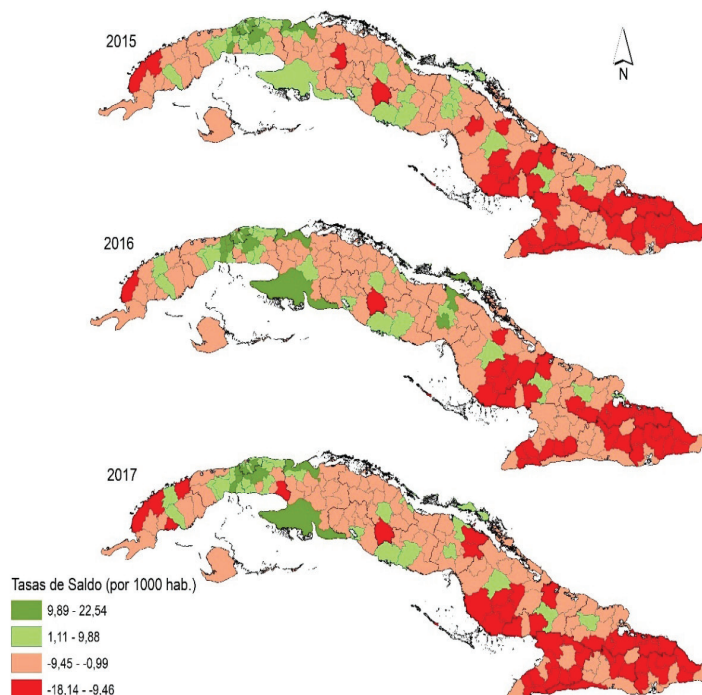 2015
N
2016
2017
Tasas de Saldo (por 1000 hab.)
9,89 - 22,54
1,11 - 9,88
-9,45 - -0,99
-18,14 - -9,46